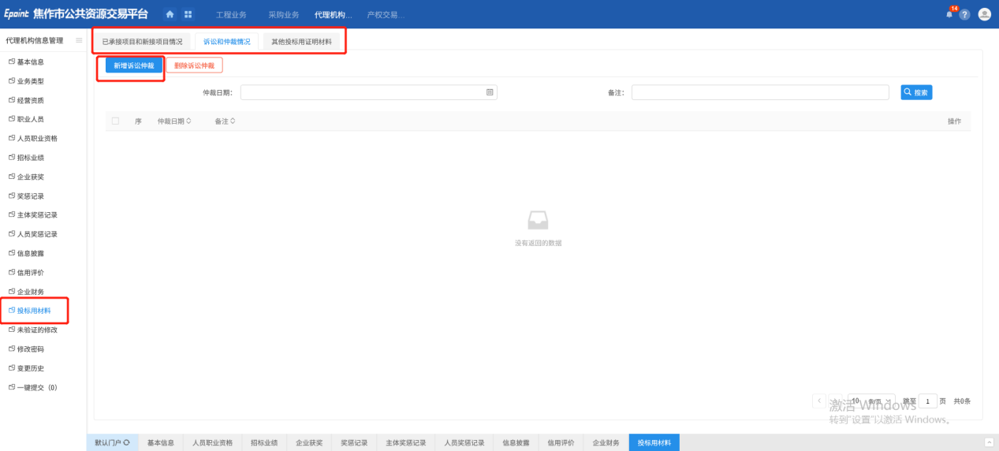 Epoint 焦作市公共资源交易平台 工程业务 采购业务 代理机构... 产权交易... 14 ?
代理机构信息管理
基本信息
业务类型
经营资质
职业人员
人员职业资格
招标业绩
企业获奖
奖惩记录
主体奖惩记录
人员奖惩记录
信息披露
信用评价
企业财务
投标用材料
未验证的修改
修改密码
变更历史
一键提交（0）
已承接项目和新接项目情况 诉讼和仲裁情况 其他投标用证明材料
新增诉讼仲裁 删除诉讼仲裁
仲裁日期： 备注： 搜索
序 仲裁日期 备注 操作
没有返回的数据
10 跳至 1 页 共0条
激活 Windows
转到"设置"以激活 Windows。
默认门户 基本信息 人员职业资格 招标业绩 企业获奖 奖惩记录 主体奖惩记录 人员奖惩记录 信息披露 信用评价 企业财务 投标用材料